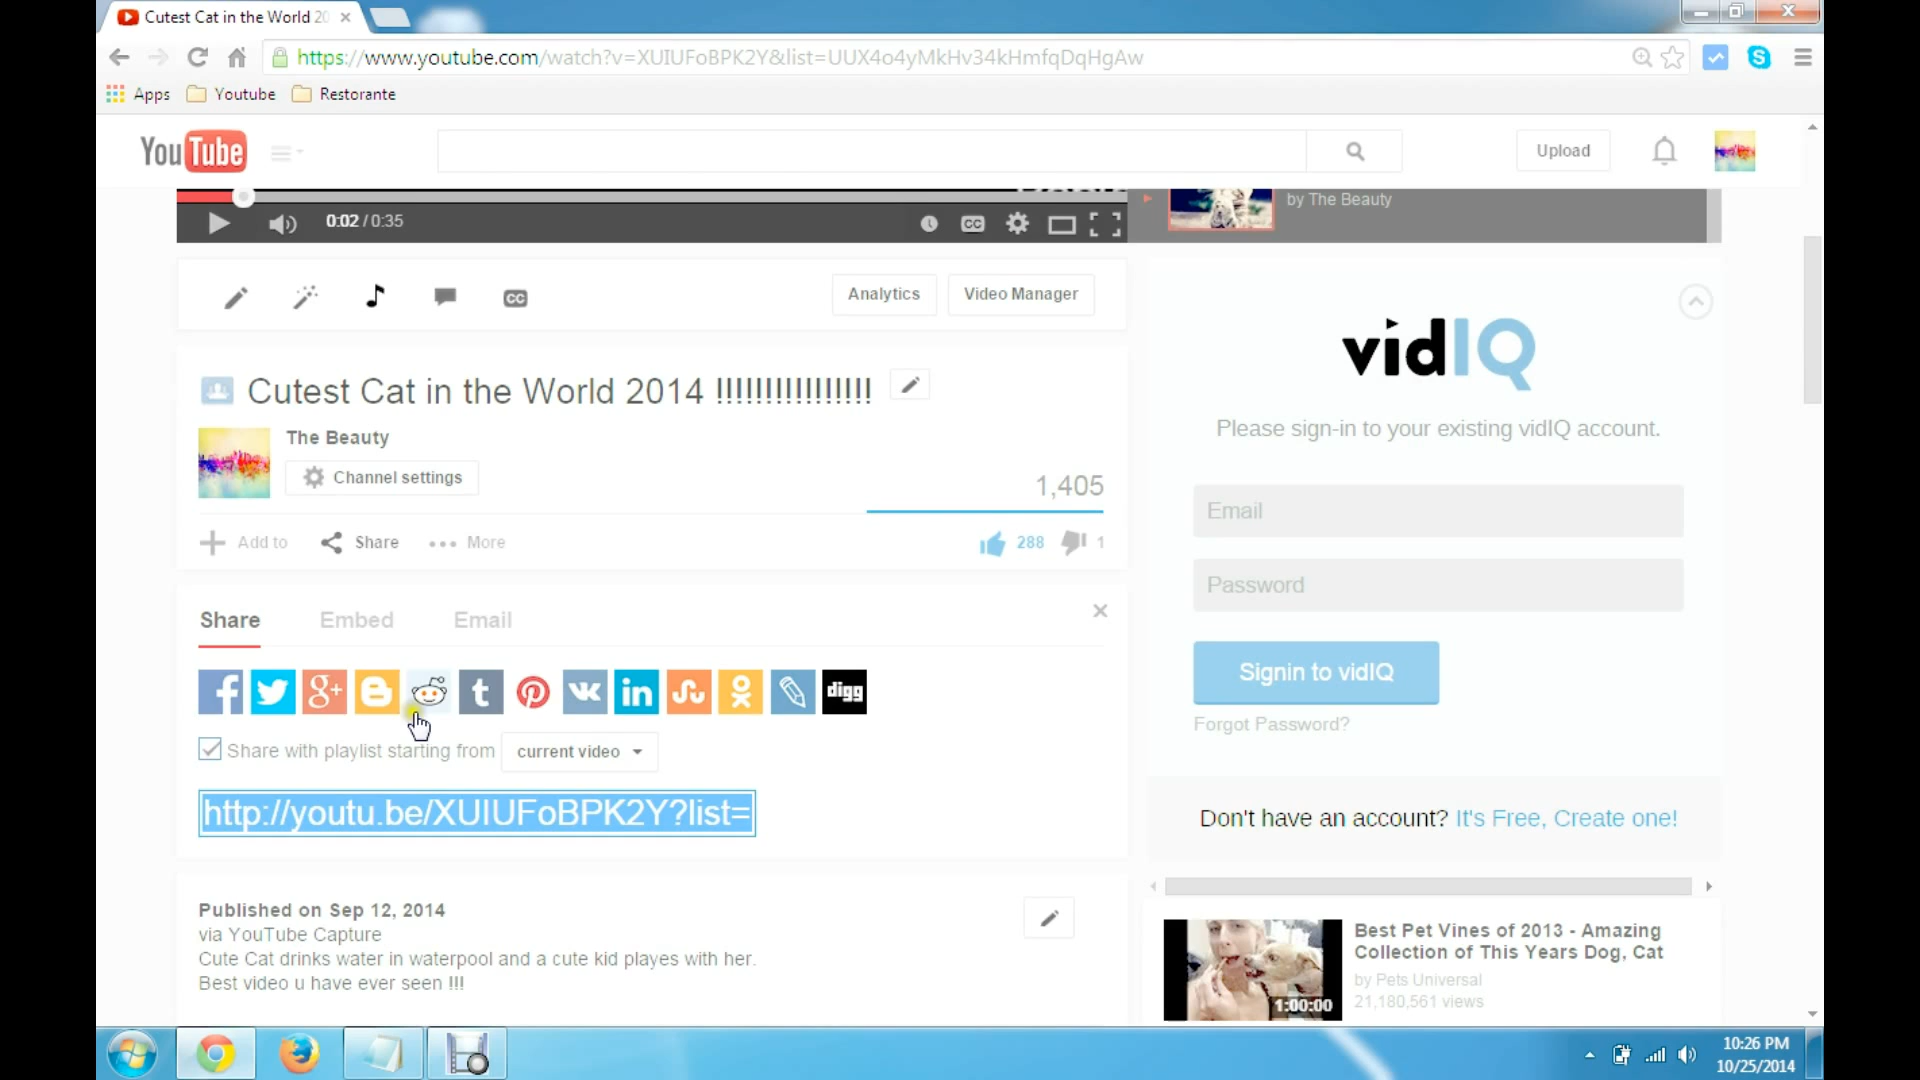 Cutest Cat in the World 20
https://www.youtube.com/watch?v=XUIUFoBPK2Y&list=UUX4o4yMkHv34kHmfqDqHgAw
Apps Youtube Restorante
YouTube
Upload
0:02 / 0:35
CC
by The Beauty
CC
Analytics
Video Manager
vidIQ
Cutest Cat in the World 2014 !!!!!!!!!!!!!!!!
Please sign-in to your existing vidIQ account.
The Beauty
Channel settings
1,405
Email
Add to
Share
More
288
1
Password
Share Embed Email
Signin to vidIQ
g+ t in digg
Forgot Password?
Share with playlist starting from
current video
http://youtu.be/XUIUFoBPK2Y?list=
Don't have an account? It's Free, Create one!
Published on Sep 12, 2014
via YouTube Capture
Cute Cat drinks water in waterpool and a cute kid playes with her.
Best video u have ever seen !!!
Best Pet Vines of 2013 - Amazing
Collection of This Years Dog, Cat
by Pets Universal
21,180,561 views
1:00:00
10:26 PM
10/25/2014